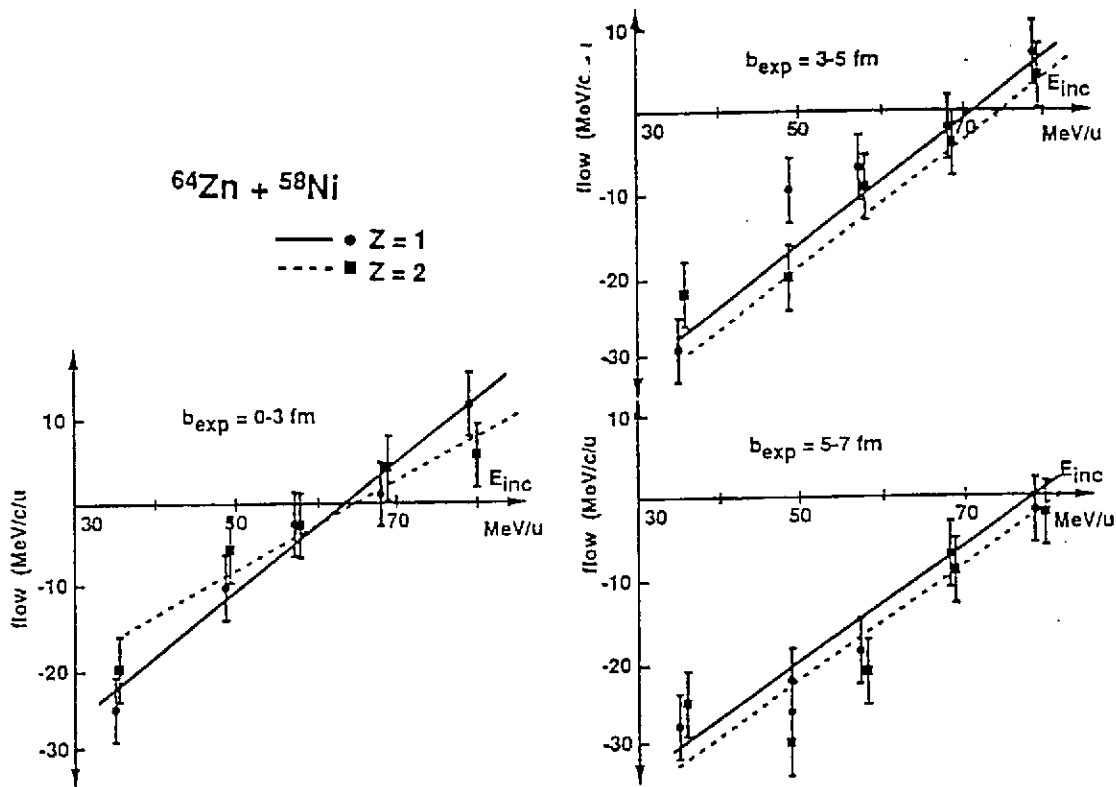 ⁶⁴Zn + ⁵⁸Ni
Z = 1
Z = 2
b_exp = 0-3 fm
10
-10
-20
-30
30
50
70
E_inc
MeV/u
flow (MeV/c/u)
b_exp = 3-5 fm
10
-10
-20
-30
30
50
70
E_inc
MeV/u
flow (MeV/c
b_exp = 5-7 fm
10
-10
-20
-30
30
50
70
E_inc
MeV/u
flow (MeV/c/u)